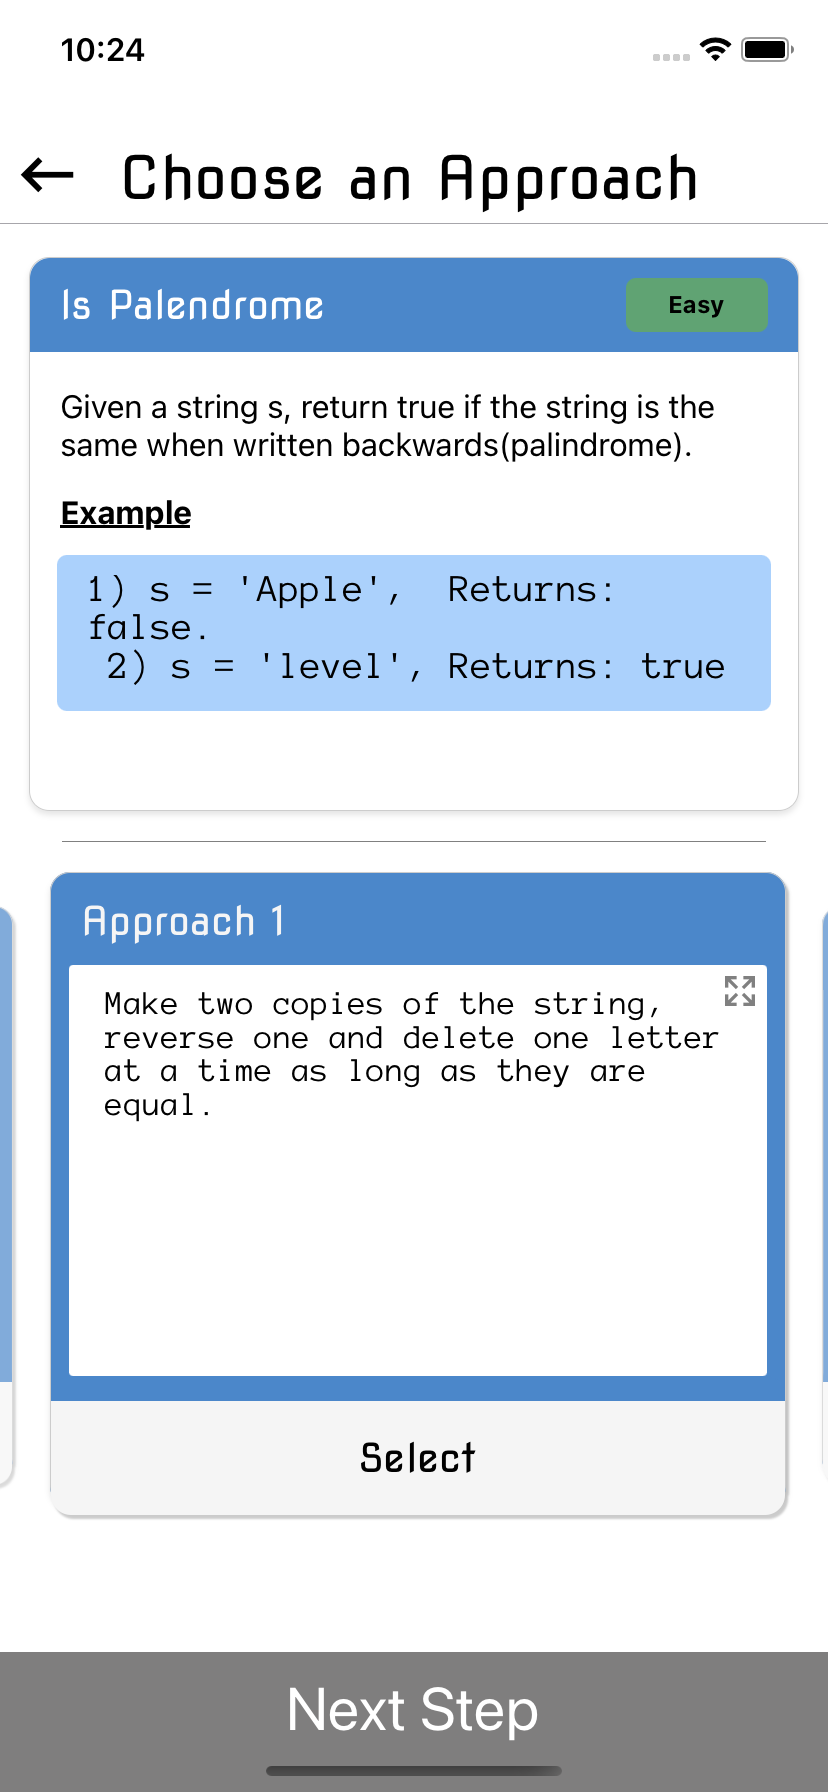 10:24
Choose an Approach
Is Palendrome
Easy
Given a string s, return true if the string is the
same when written backwards(palindrome).
Example
1) s = 'Apple',  Returns:
false.
2) s = 'level', Returns: true
Approach 1
Make two copies of the string,
reverse one and delete one letter
at a time as long as they are
equal.
Select
Next Step